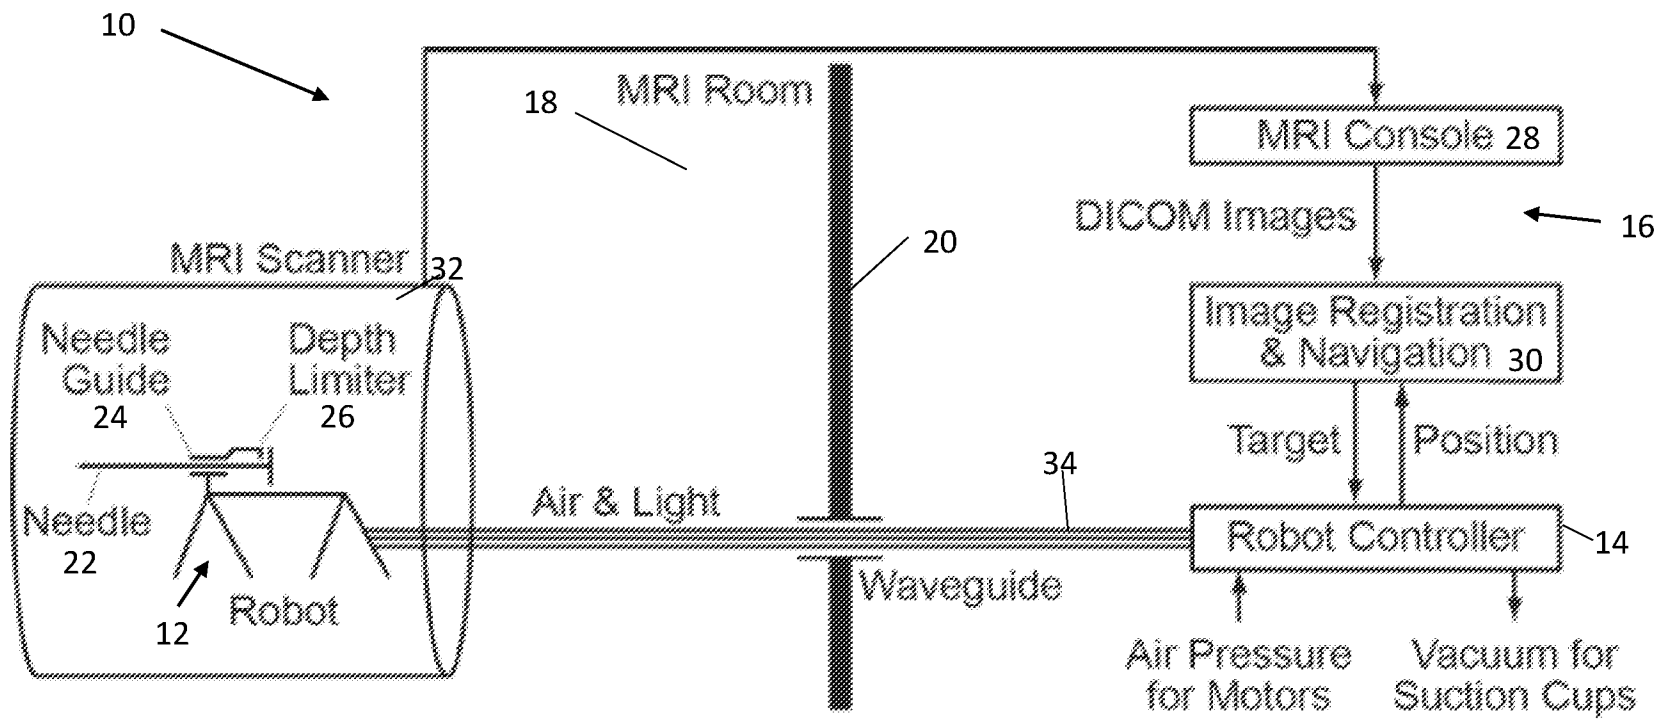 10
MRI Room
18
MRI Console 28
DICOM Images
16
20
MRI Scanner
32
Image Registration
& Navigation 30
Needle
Guide
24
Depth
Limiter
26
Target
Position
34
Air & Light
Needle
22
Robot Controller
14
Waveguide
Robot
12
Air Pressure
for Motors
Vacuum for
Suction Cups